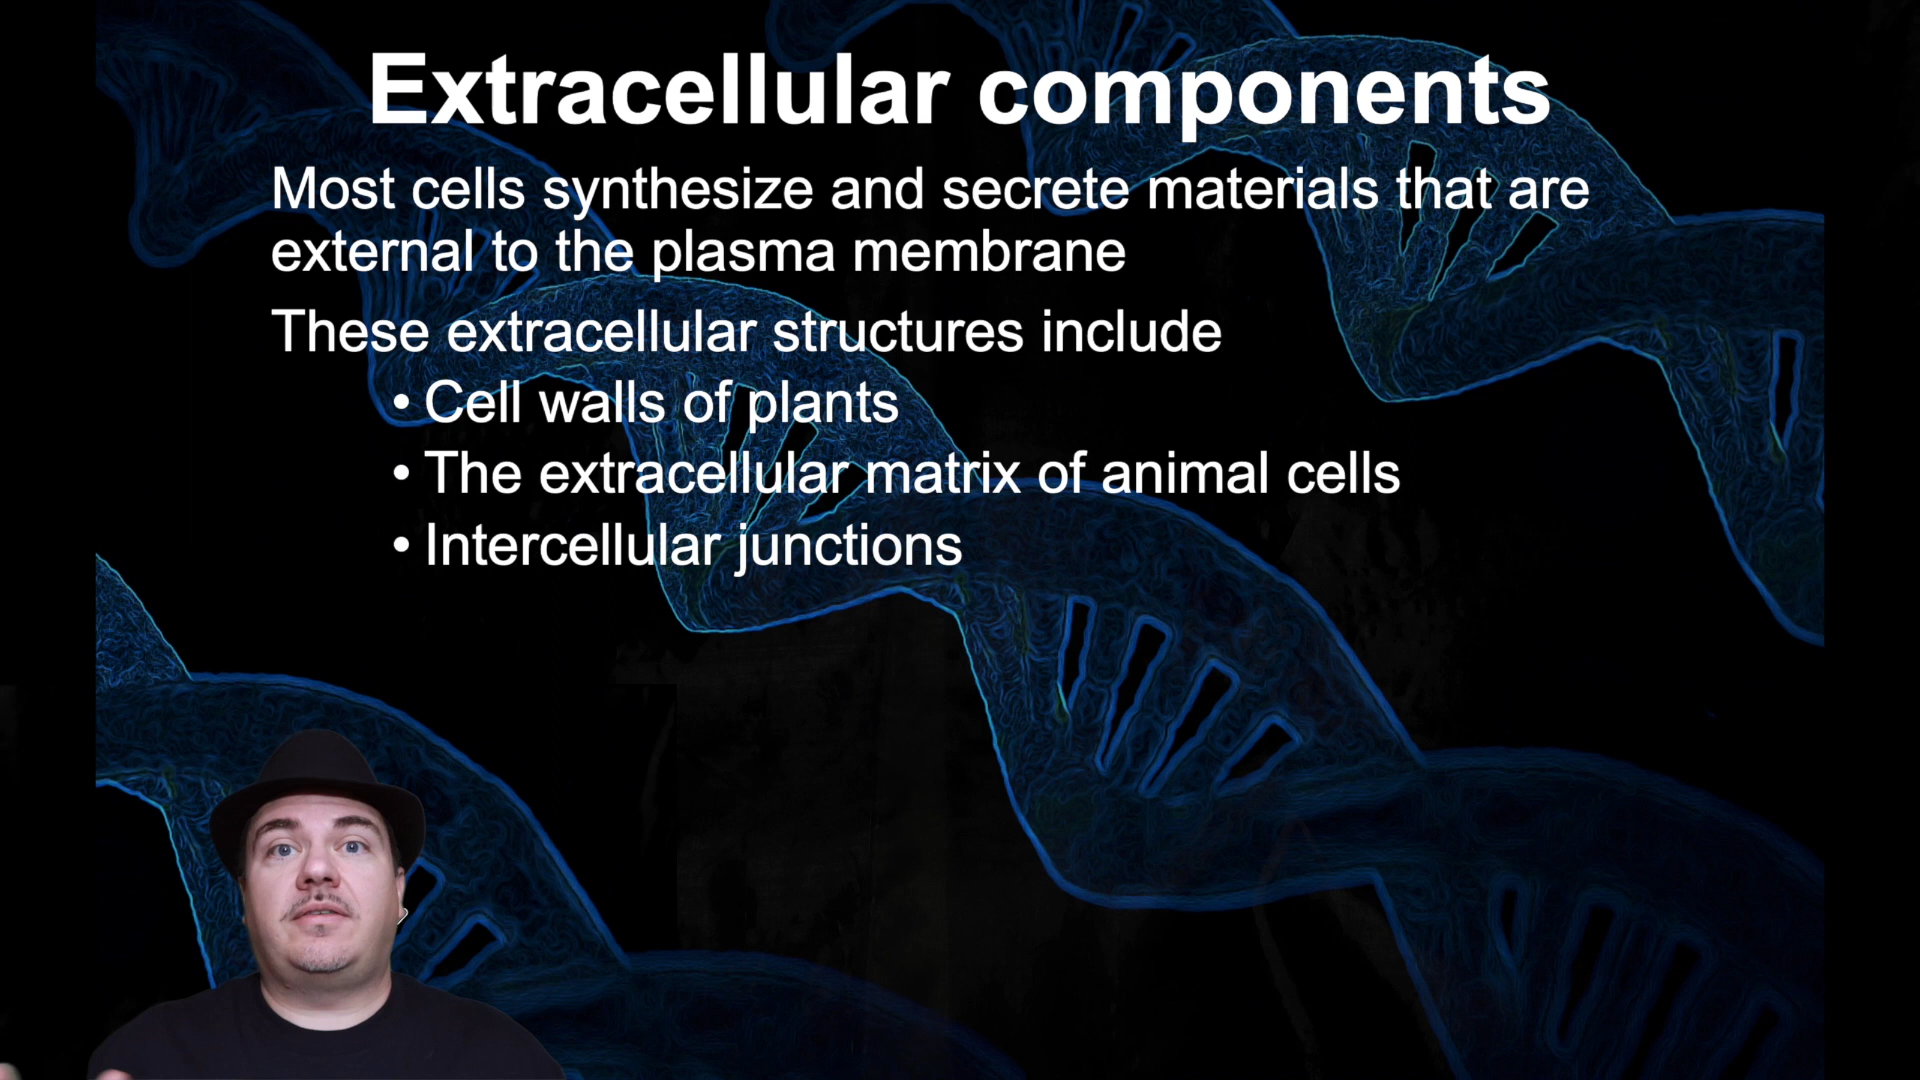 Extracellular components
Most cells synthesize and secrete materials that are
external to the plasma membrane
These extracellular structures include
• Cell walls of plants
• The extracellular matrix of animal cells
• Intercellular junctions